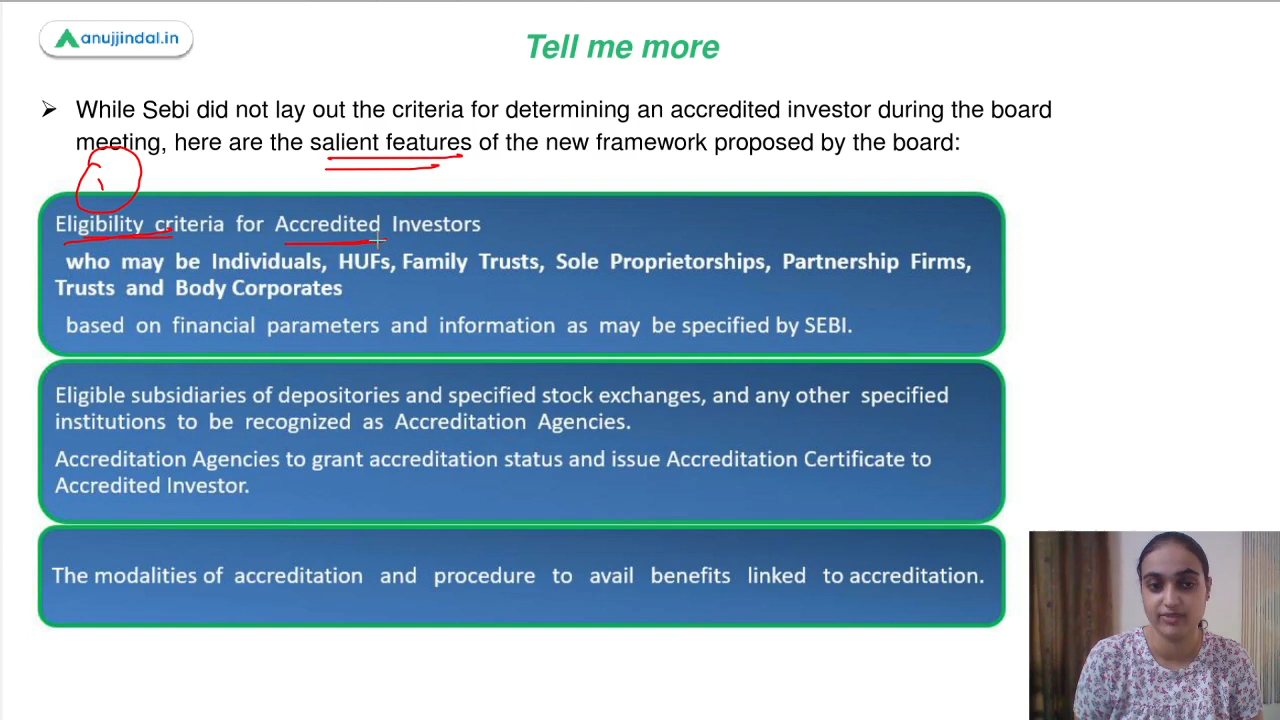 anujjindal.in
Tell me more
➢ While Sebi did not lay out the criteria for determining an accredited investor during the board
meeting, here are the salient features of the new framework proposed by the board:
Eligibility criteria for Accredited Investors
who may be Individuals, HUFs, Family Trusts, Sole Proprietorships, Partnership Firms,
Trusts and Body Corporates
based on financial parameters and information as may be specified by SEBI.
Eligible subsidiaries of depositories and specified stock exchanges, and any other specified
institutions to be recognized as Accreditation Agencies.
Accreditation Agencies to grant accreditation status and issue Accreditation Certificate to
Accredited Investor.
The modalities of accreditation and procedure to avail benefits linked to accreditation.